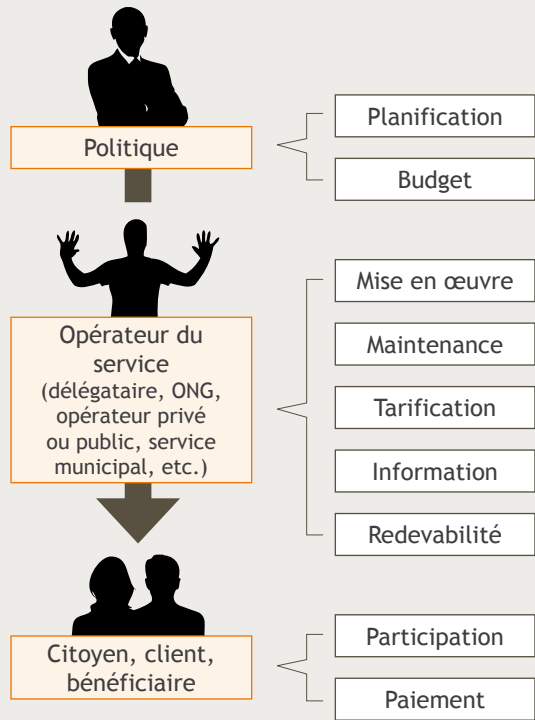 Politique
Planification
Budget
Opérateur du
service
(délégataire, ONG,
opérateur privé
ou public, service
municipal, etc.)
Mise en œuvre
Maintenance
Tarification
Information
Redevabilité
Citoyen, client,
bénéficiaire
Participation
Paiement